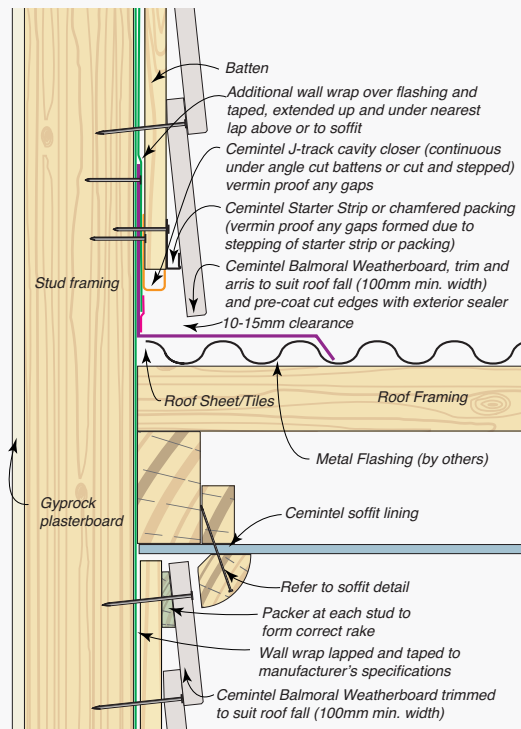 Batten
Additional wall wrap over flashing and
taped, extended up and under nearest
lap above or to soffit
Cemintel J-track cavity closer (continuous
under angle cut battens or cut and stepped)
vermin proof any gaps
Cemintel Starter Strip or chamfered packing
(vermin proof any gaps formed due to
stepping of starter strip or packing)
Stud framing
Cemintel Balmoral Weatherboard, trim and
arris to suit roof fall (100mm min. width)
and pre-coat cut edges with exterior sealer
10-15mm clearance
Roof Sheet/Tiles
Roof Framing
Metal Flashing (by others)
Gyprock
plasterboard
Cemintel soffit lining
Refer to soffit detail
Packer at each stud to
form correct rake
Wall wrap lapped and taped to
manufacturer's specifications
Cemintel Balmoral Weatherboard trimmed
to suit roof fall (100mm min. width)